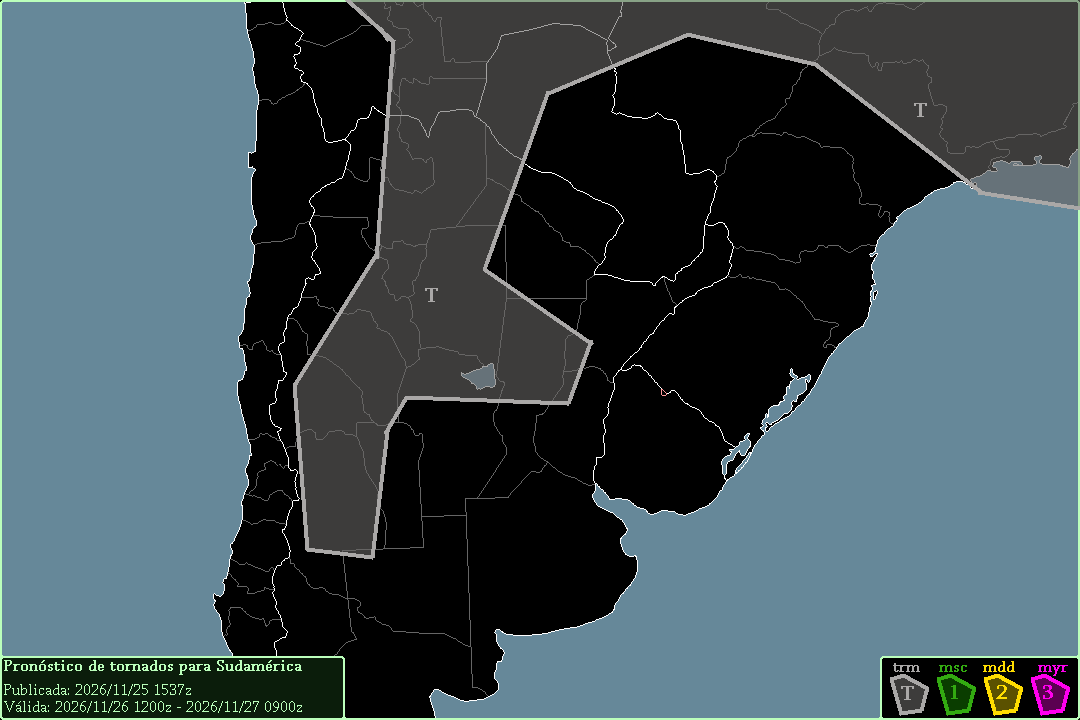 T
T
Pronóstico de tornados para Sudamérica
Publicada: 2026/11/25 1537z
Válida: 2026/11/26 1200z - 2026/11/27 0900z
trm msc mdd myr
T 1 2 3